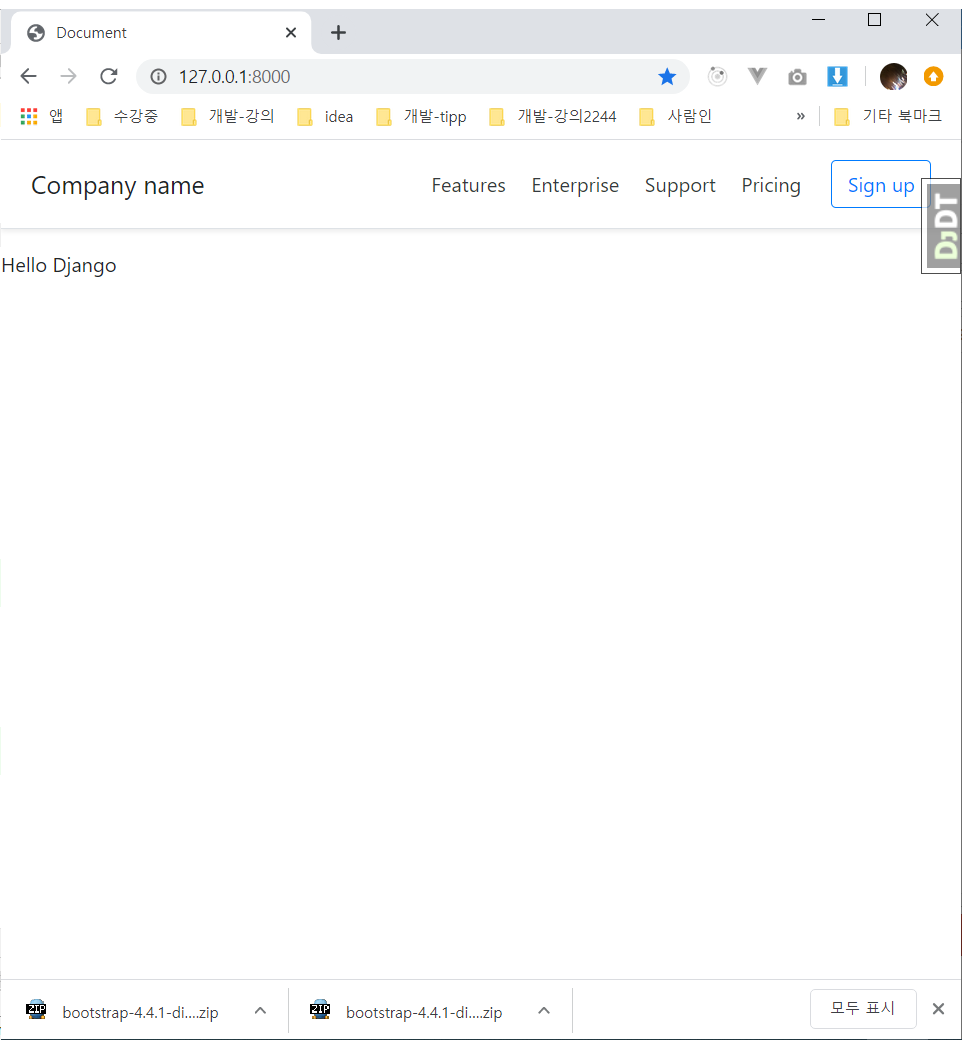 Document
127.0.0.1:8000
앱 수강중 개발-강의 idea 개발-tipp 개발-강의2244 사람인 » 기타 북마크
Company name Features Enterprise Support Pricing Sign up
DJDT
Hello Django
ZIP bootstrap-4.4.1-di....zip ZIP bootstrap-4.4.1-di....zip 모두 표시